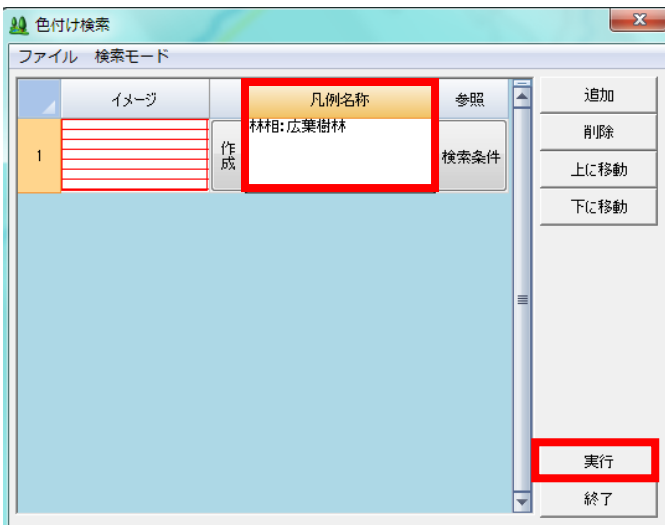 色付け検索
ファイル 検索モード
イメージ 凡例名称 参照
1 作成 林相:広葉樹林 検索条件
追加
削除
上に移動
下に移動
実行
終了